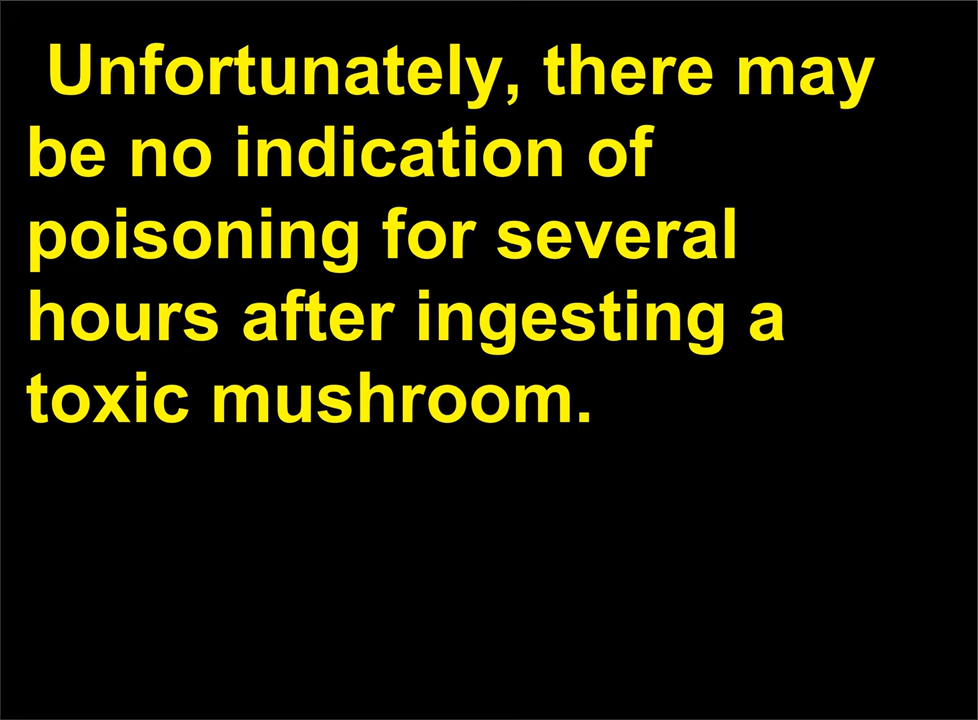 Unfortunately, there may
be no indication of
poisoning for several
hours after ingesting a
toxic mushroom.